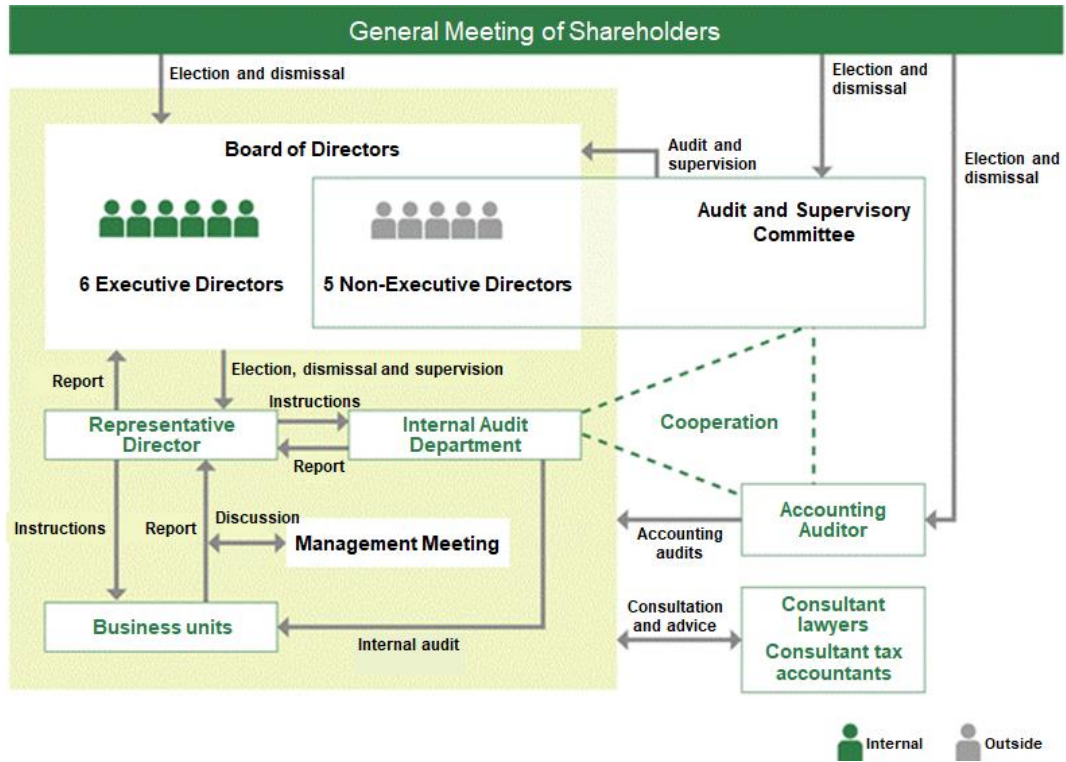 General Meeting of Shareholders
Election and dismissal
Election and
dismissal
Election and
dismissal
Board of Directors
Audit and
supervision
Audit and Supervisory
Committee
6 Executive Directors
5 Non-Executive Directors
Report
Election, dismissal and supervision
Instructions
Representative
Director
Internal Audit
Department
Report
Cooperation
Instructions
Report
Discussion
Management Meeting
Accounting
audits
Accounting
Auditor
Business units
Internal audit
Consultation
and advice
Consultant
lawyers
Consultant tax
accountants
Internal
Outside